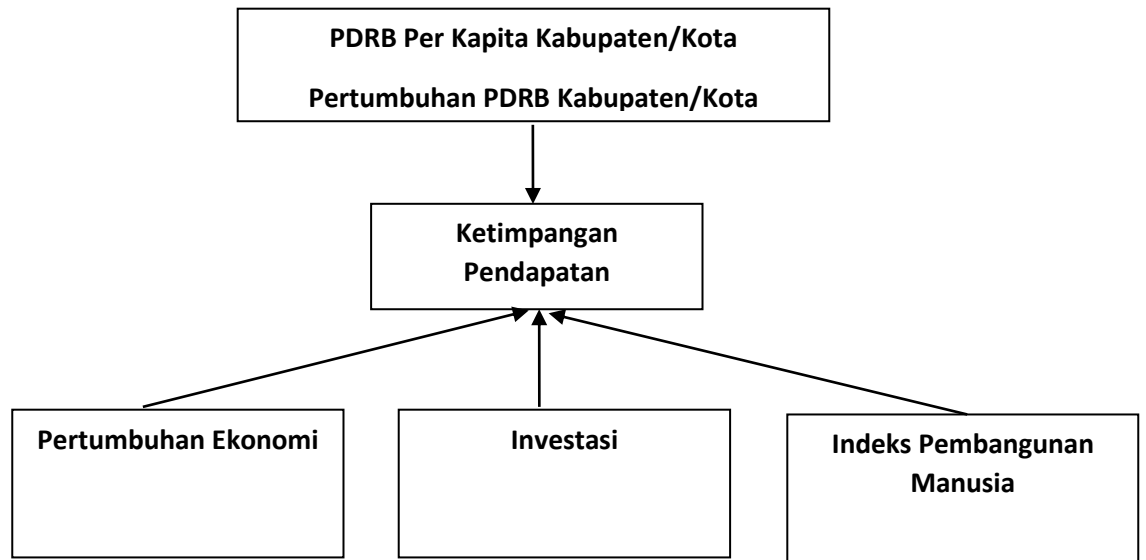 PDRB Per Kapita Kabupaten/Kota
Pertumbuhan PDRB Kabupaten/Kota
Ketimpangan
Pendapatan
Pertumbuhan Ekonomi
Investasi
Indeks Pembangunan
Manusia